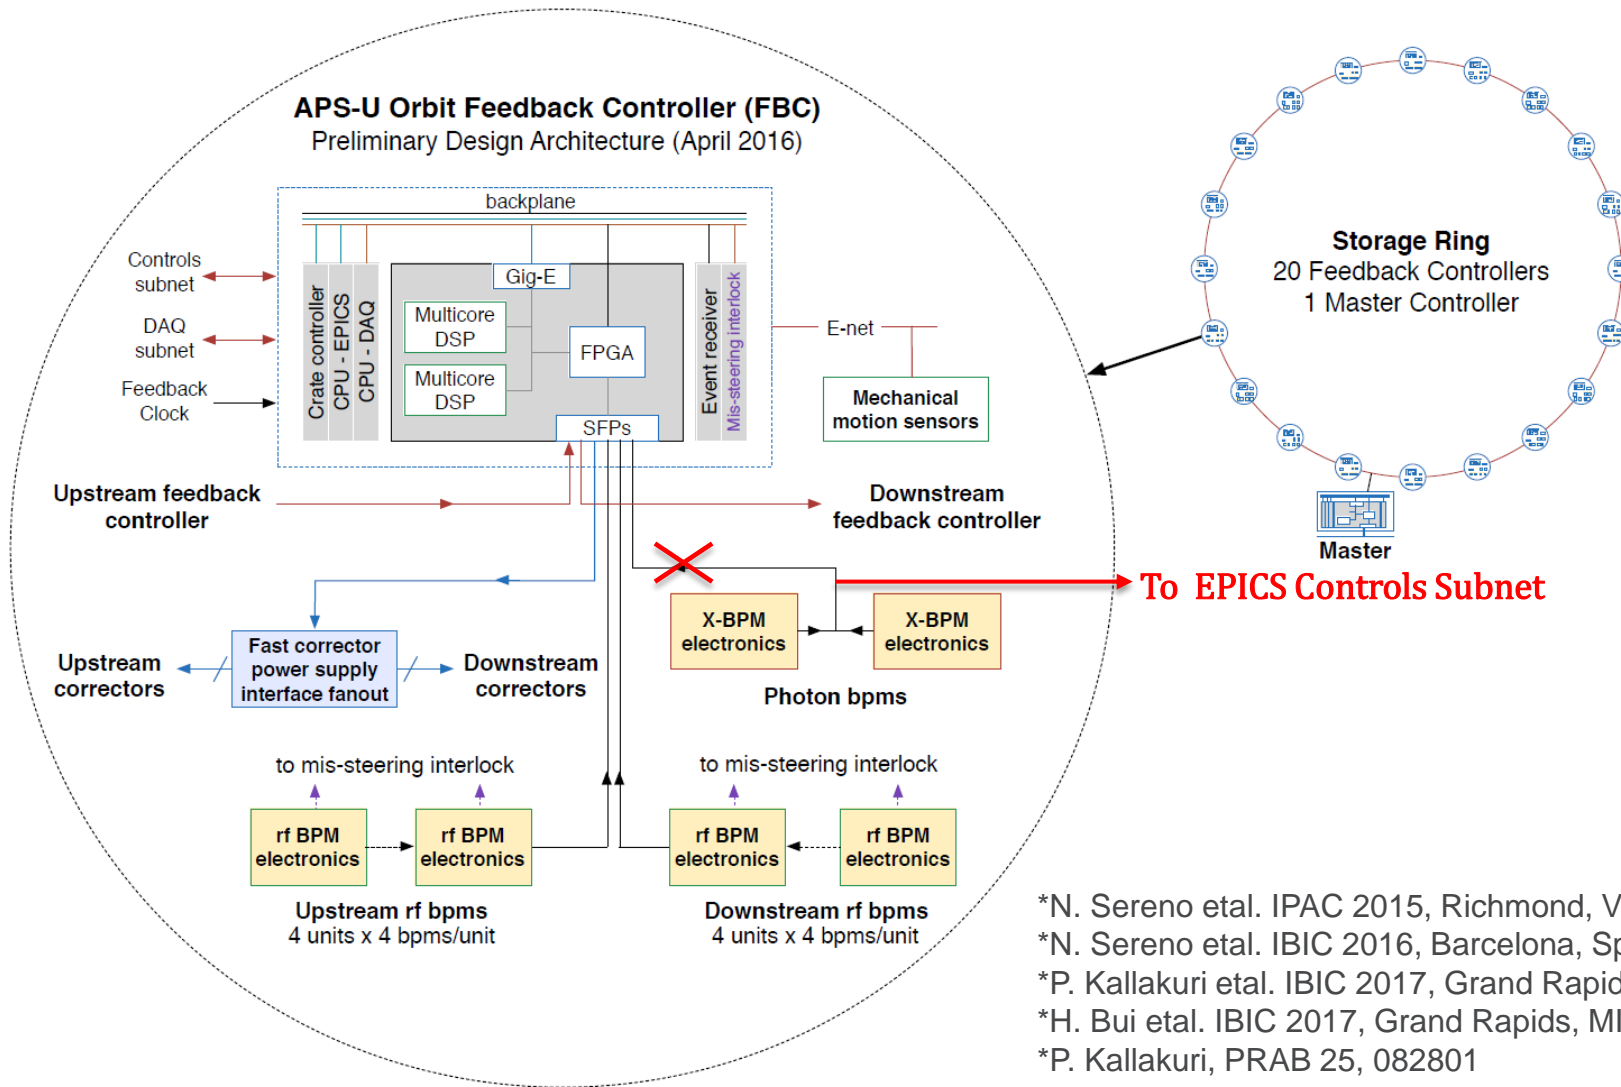 APS-U Orbit Feedback Controller (FBC)
Preliminary Design Architecture (April 2016)
backplane
Controls
subnet
DAQ
subnet
Feedback
Clock
Crate controller
CPU - EPICS
CPU - DAQ
Gig-E
Multicore
DSP
Multicore
DSP
FPGA
SFPs
Event receiver
Mis-steering interlock
E-net
Mechanical
motion sensors
Storage Ring
20 Feedback Controllers
1 Master Controller
Master
Upstream feedback
controller
Downstream
feedback controller
To EPICS Controls Subnet
X-BPM
electronics
X-BPM
electronics
Photon bpms
Upstream
correctors
Fast corrector
power supply
interface fanout
Downstream
correctors
to mis-steering interlock
to mis-steering interlock
rf BPM
electronics
rf BPM
electronics
rf BPM
electronics
rf BPM
electronics
Upstream rf bpms
4 units x 4 bpms/unit
Downstream rf bpms
4 units x 4 bpms/unit
*N. Sereno etal. IPAC 2015, Richmond, V
*N. Sereno etal. IBIC 2016, Barcelona, Sp
*P. Kallakuri etal. IBIC 2017, Grand Rapid
*H. Bui etal. IBIC 2017, Grand Rapids, MI
*P. Kallakuri, PRAB 25, 082801